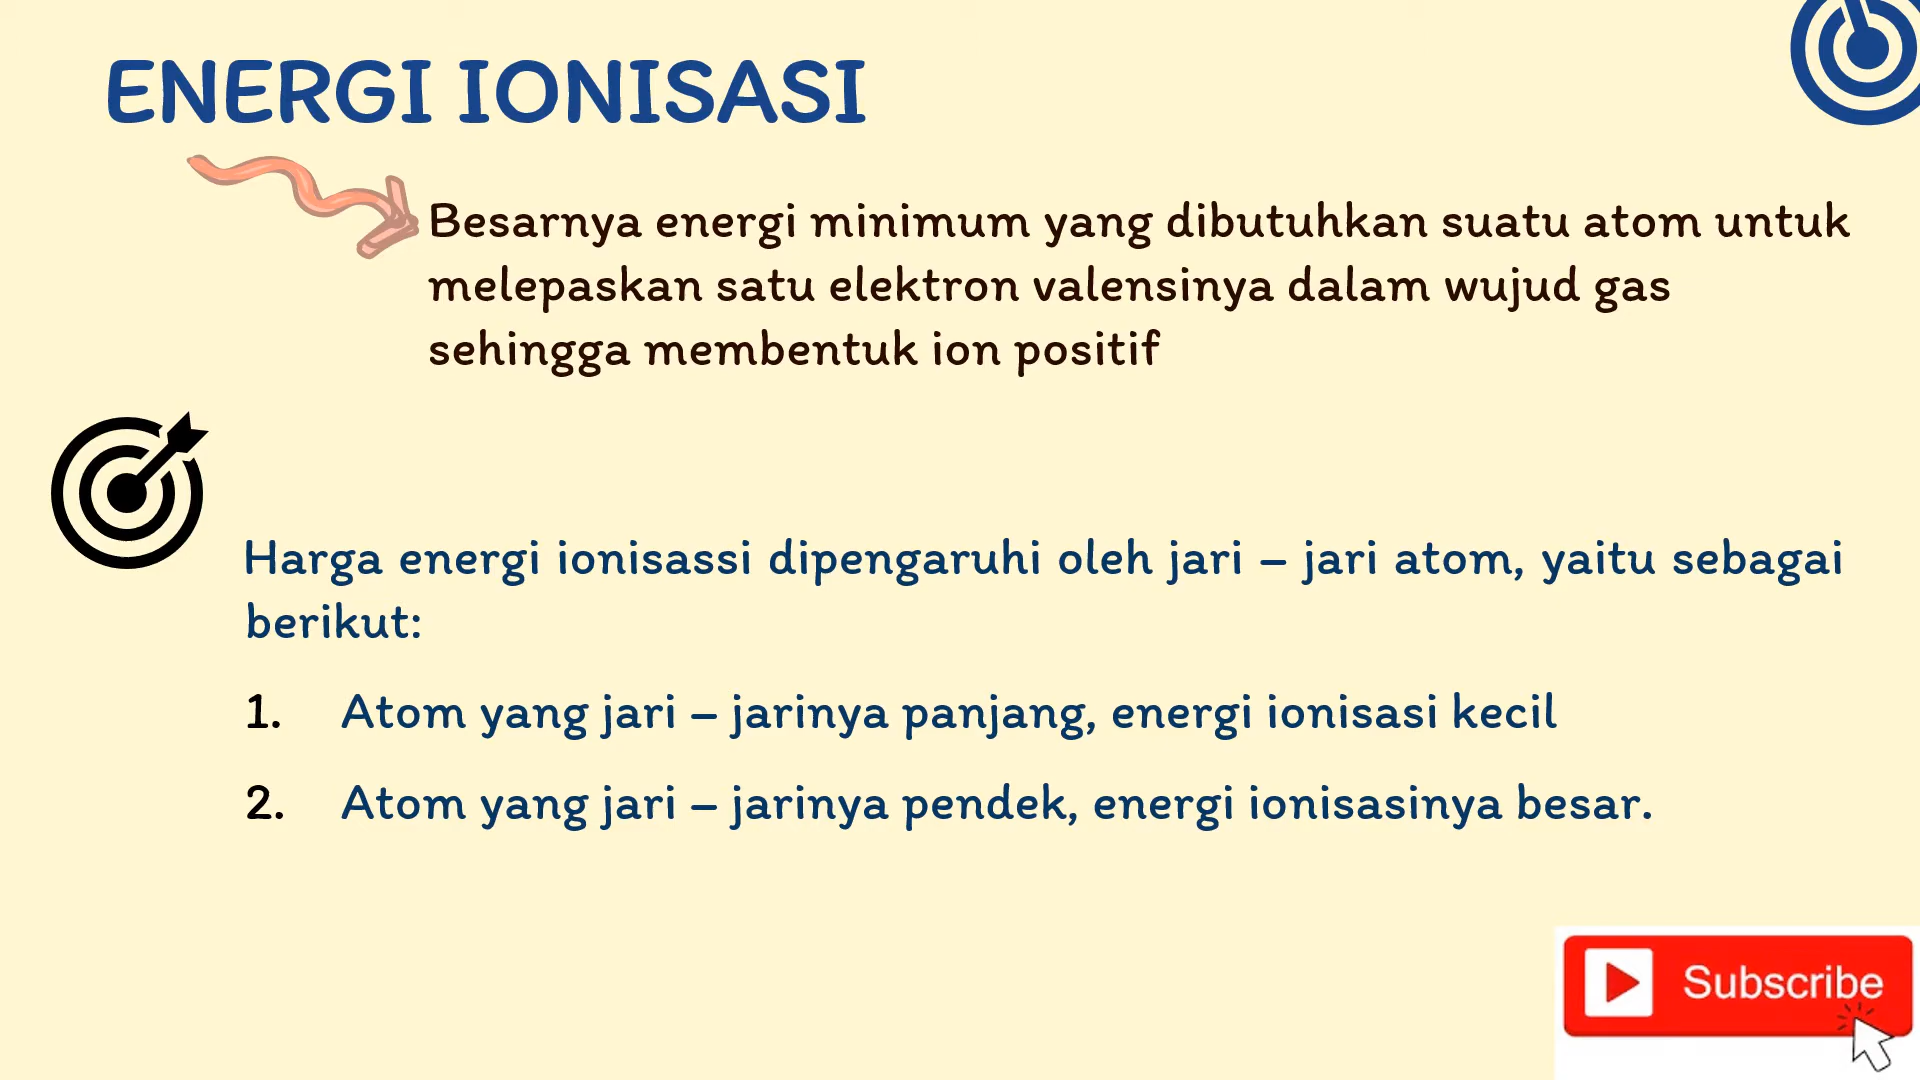 ENERGI IONISASI
Besarnya energi minimum yang dibutuhkan suatu atom untuk
melepaskan satu elektron valensinya dalam wujud gas
sehingga membentuk ion positif
Harga energi ionisassi dipengaruhi oleh jari – jari atom, yaitu sebagai
berikut:
1. Atom yang jari – jarinya panjang, energi ionisasi kecil
2. Atom yang jari – jarinya pendek, energi ionisasinya besar.
Subscribe